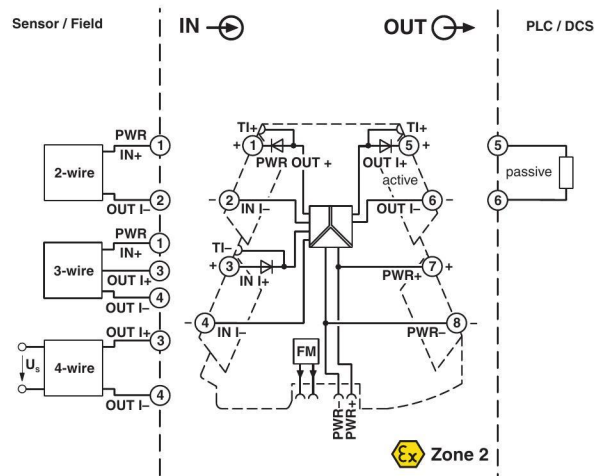 Sensor / Field
IN
OUT
PLC / DCS
2-wire
PWR
IN+
1
OUT I–
2
3-wire
PWR
IN+
1
OUT I+
3
OUT I–
4
4-wire
Us
OUT I+
3
OUT I–
4
TI+
+ 1
PWR OUT +
– 2
IN I–
TI–
+ 3
IN I+
– 4
IN I–
TI+
5 +
OUT I+
active
OUT I–
6 –
PWR+
7 +
PWR–
8 –
FM
PWR–
PWR+
5
passive
6
Ex Zone 2